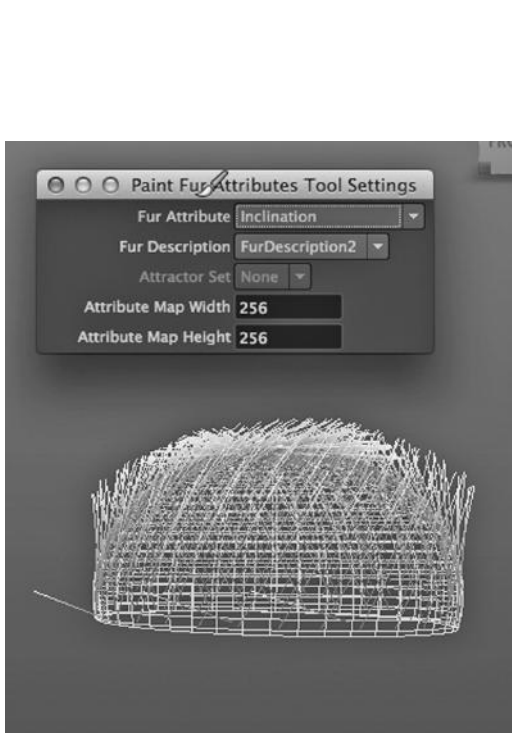 Paint Fur Attributes Tool Settings
Fur Attribute Inclination
Fur Description FurDescription2
Attractor Set None
Attribute Map Width 256
Attribute Map Height 256